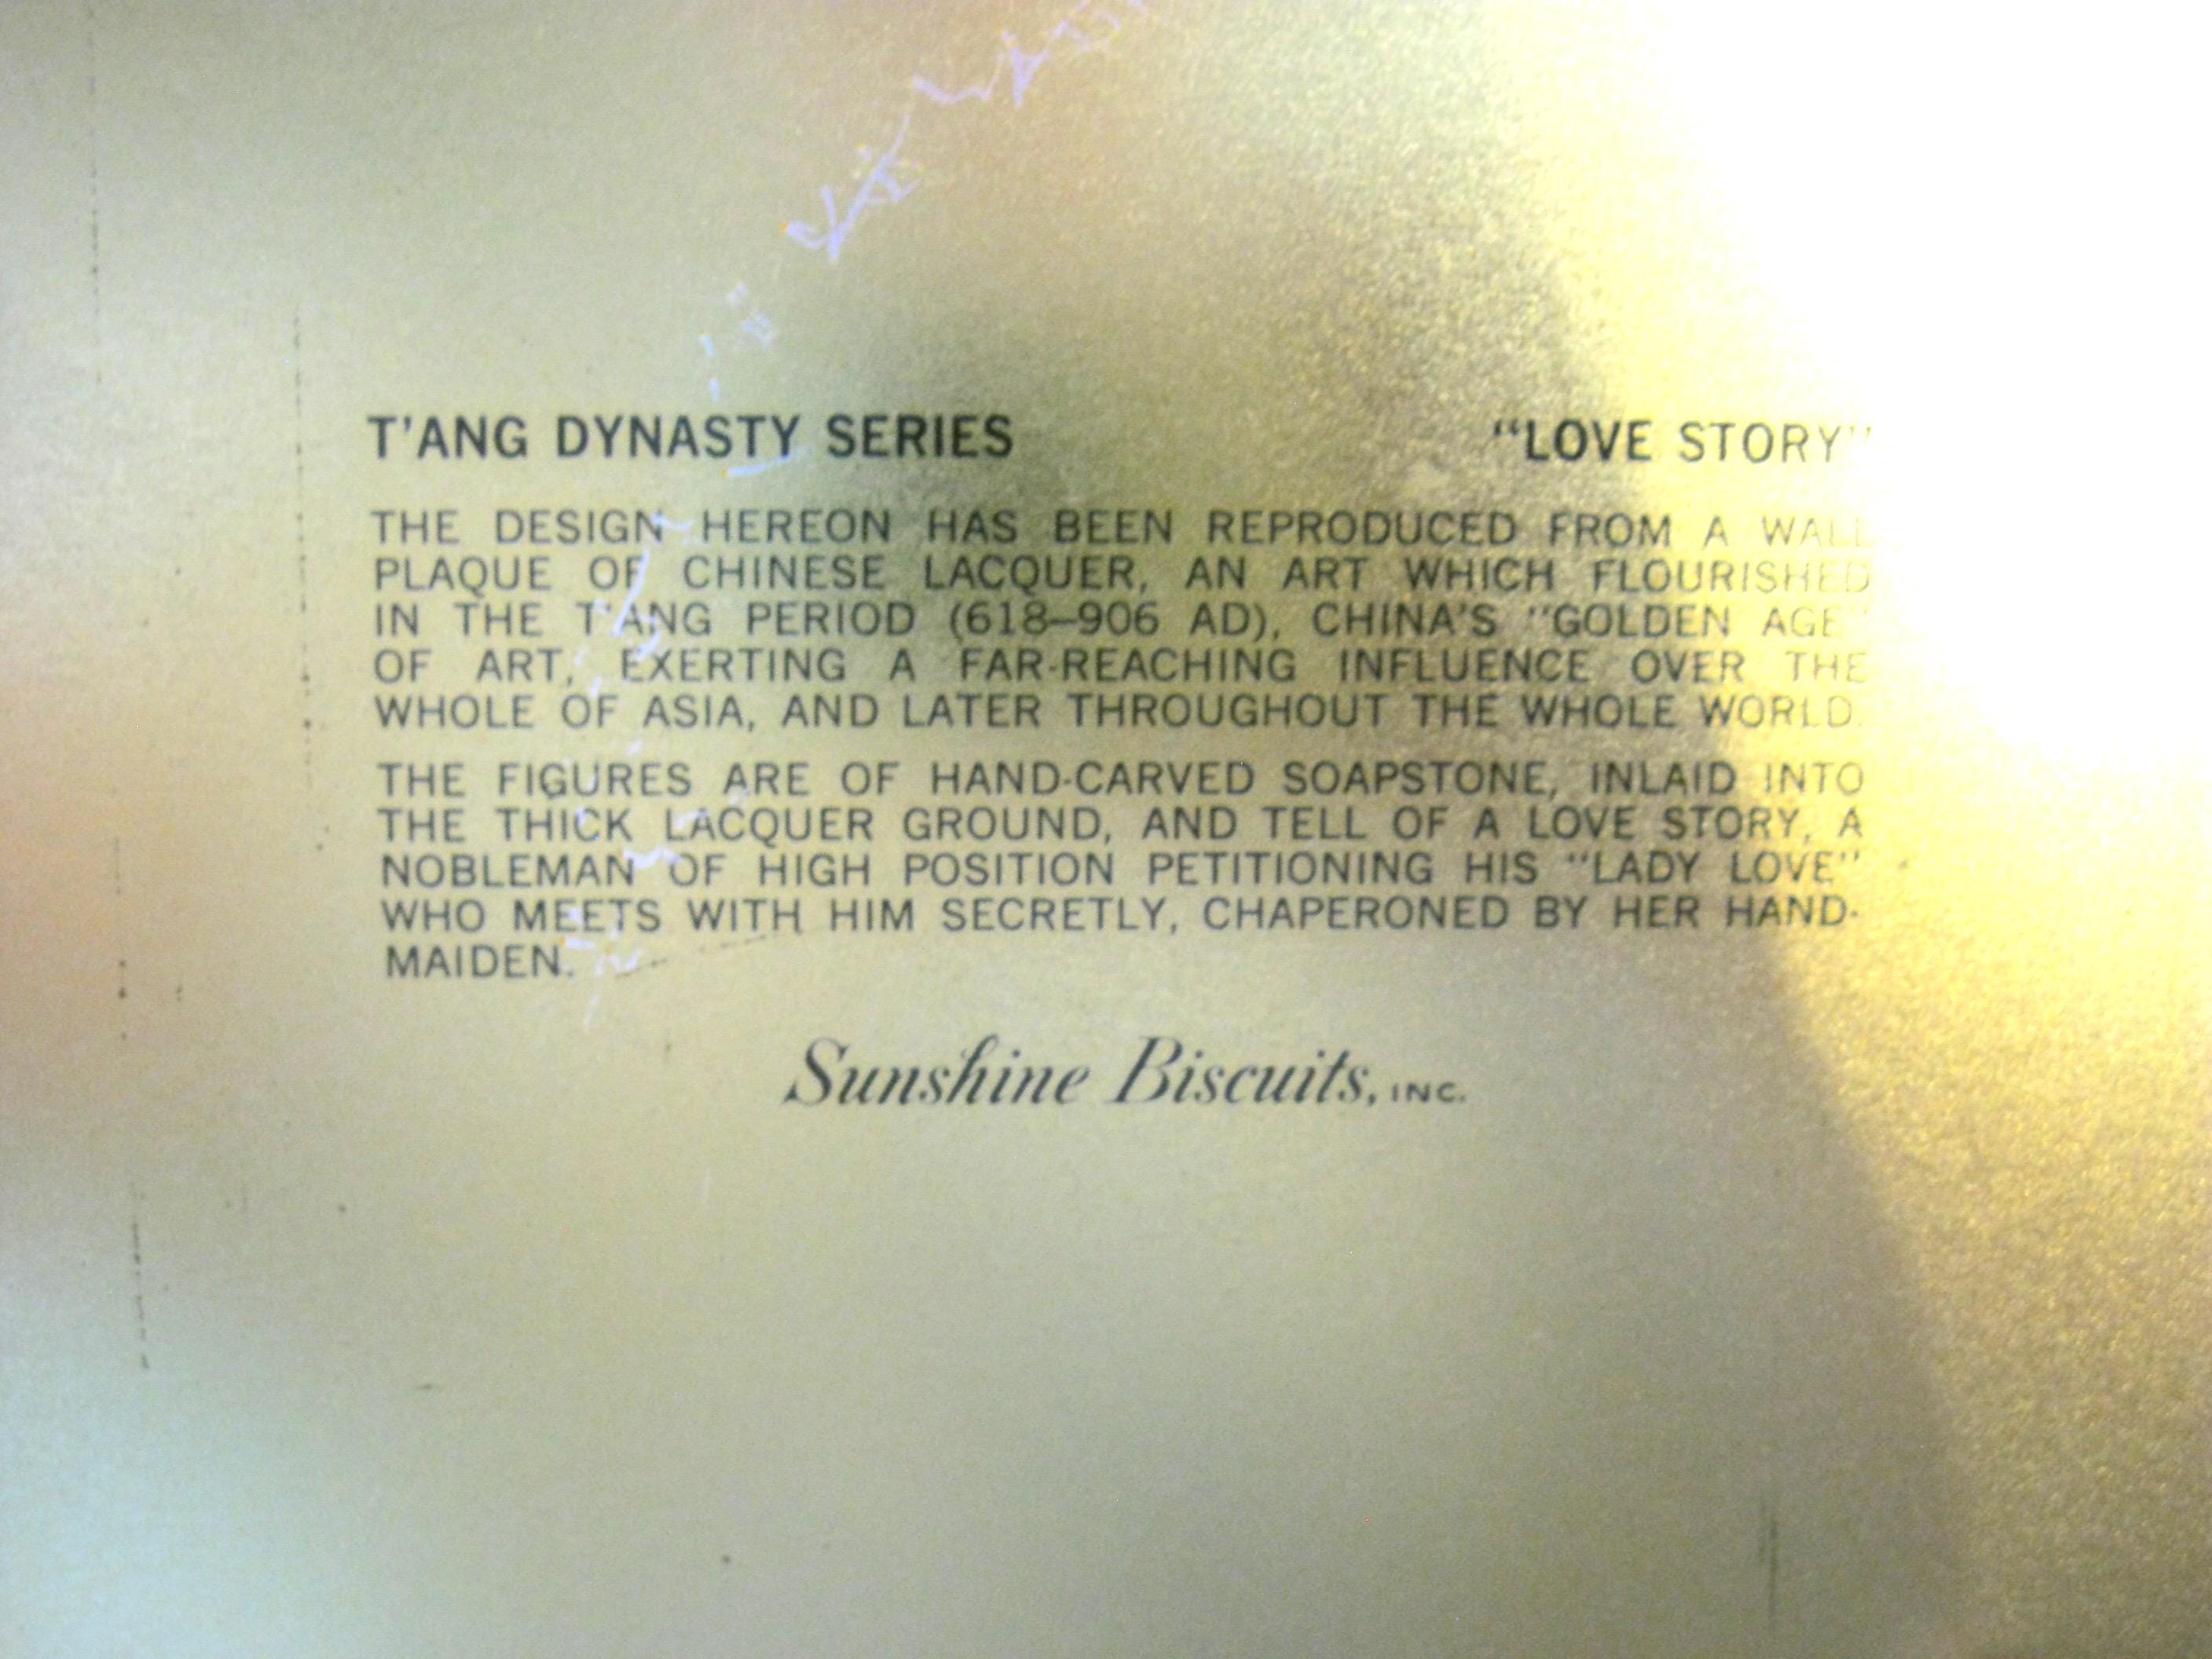 T'ANG DYNASTY SERIES "LOVE STORY"
THE DESIGN HEREON HAS BEEN REPRODUCED FROM A WALL
PLAQUE OF CHINESE LACQUER, AN ART WHICH FLOURISHED
IN THE T'ANG PERIOD (618–906 AD), CHINA'S "GOLDEN AGE"
OF ART, EXERTING A FAR-REACHING INFLUENCE OVER THE
WHOLE OF ASIA, AND LATER THROUGHOUT THE WHOLE WORLD.
THE FIGURES ARE OF HAND-CARVED SOAPSTONE, INLAID INTO
THE THICK LACQUER GROUND, AND TELL OF A LOVE STORY, A
NOBLEMAN OF HIGH POSITION PETITIONING HIS "LADY LOVE"
WHO MEETS WITH HIM SECRETLY, CHAPERONED BY HER HAND-
MAIDEN.
Sunshine Biscuits, INC.